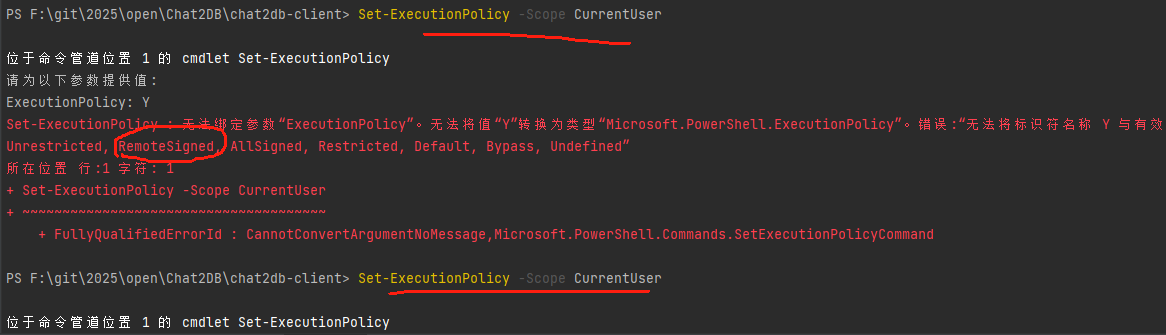 PS F:\git\2025\open\Chat2DB\chat2db-client> Set-ExecutionPolicy -Scope CurrentUser
位于命令管道位置 1 的 cmdlet Set-ExecutionPolicy
请为以下参数提供值:
ExecutionPolicy: Y
Set-ExecutionPolicy : 无法绑定参数“ExecutionPolicy”。无法将值“Y”转换为类型“Microsoft.PowerShell.ExecutionPolicy”。错误:“无法将标识符名称 Y 与有效
Unrestricted, RemoteSigned, AllSigned, Restricted, Default, Bypass, Undefined”
所在位置 行:1 字符: 1
+ Set-ExecutionPolicy -Scope CurrentUser
+ ~~~~~~~~~~~~~~~~~~~~~~~~~~~~~~~~~~~~~~
+ FullyQualifiedErrorId : CannotConvertArgumentNoMessage,Microsoft.PowerShell.Commands.SetExecutionPolicyCommand
PS F:\git\2025\open\Chat2DB\chat2db-client> Set-ExecutionPolicy -Scope CurrentUser
位于命令管道位置 1 的 cmdlet Set-ExecutionPolicy